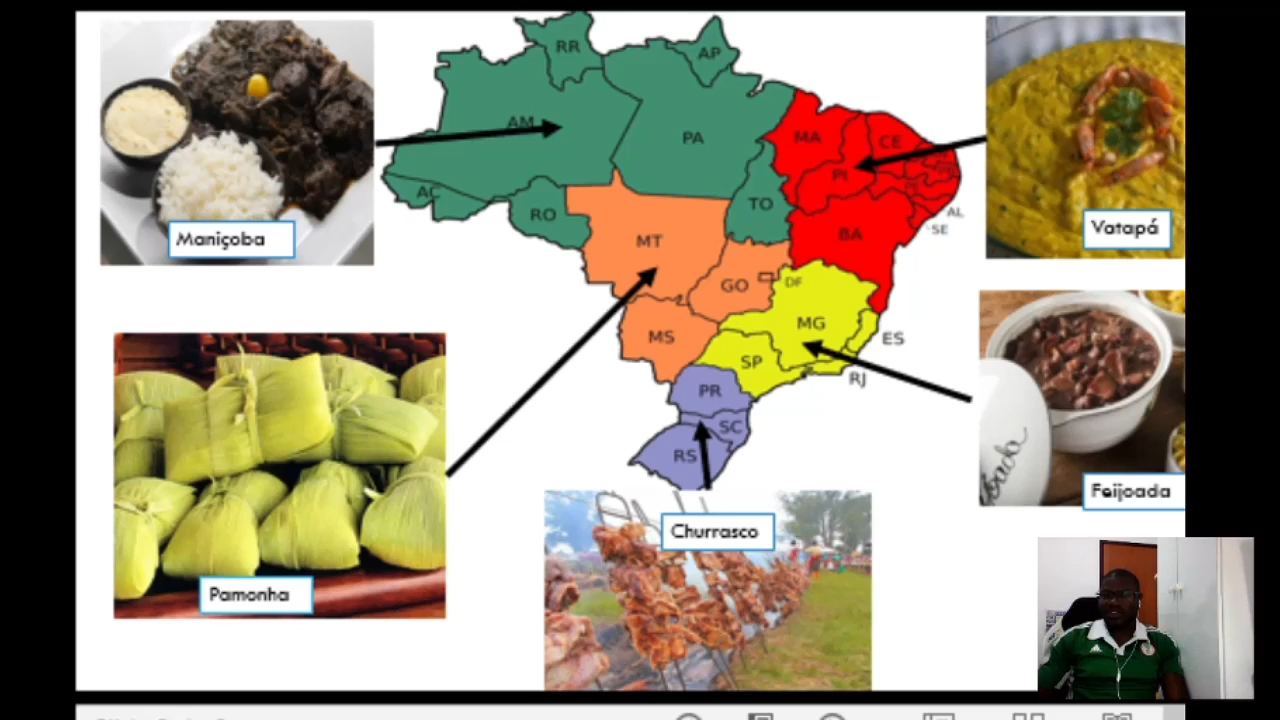 RR
AP
AM
PA
MA
CE
PI
AC
RO
TO
AL
SE
BA
MT
GO
DF
MG
ES
MS
SP
RJ
PR
SC
RS
Maniçoba
Vatapá
Pamonha
Churrasco
Feijoada